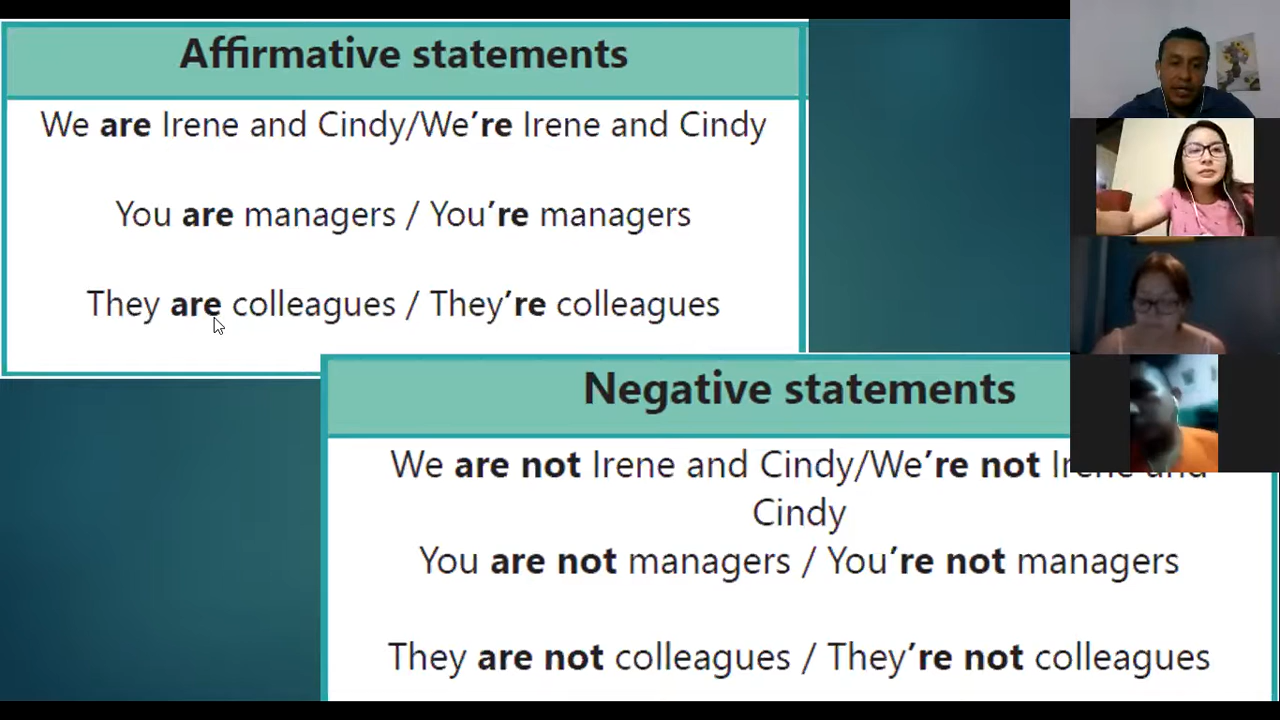 Affirmative statements
We are Irene and Cindy/We're Irene and Cindy
You are managers / You're managers
They are colleagues / They're colleagues
Negative statements
We are not Irene and Cindy/We're not Irene and
Cindy
You are not managers / You're not managers
They are not colleagues / They're not colleagues